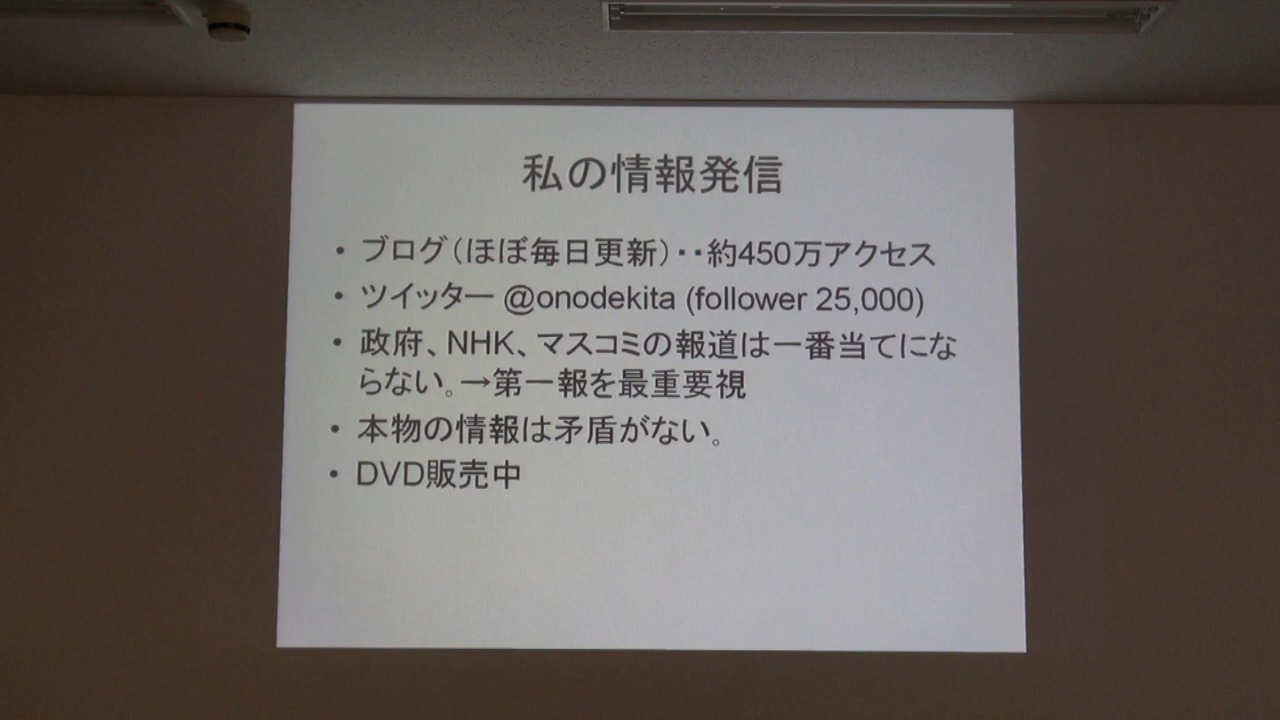 私の情報発信
• ブログ(ほぼ毎日更新)・・約450万アクセス
• ツイッター @onodekita (follower 25,000)
• 政府、NHK、マスコミの報道は一番当てにな
らない。→第一報を最重要視
• 本物の情報は矛盾がない。
• DVD販売中